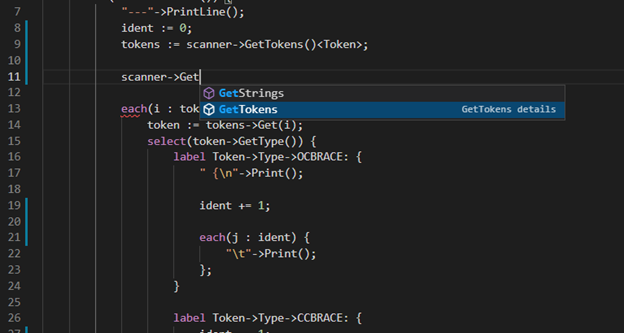 7 "---"->PrintLine();
8 ident := 0;
9 tokens := scanner->GetTokens()<Token>;
10
11 scanner->Get
GetStrings
12
GetTokens GetTokens details
13 each(i : tok
14 token := tokens->Get(i);
15 select(token->GetType()) {
16 label Token->Type->OCBRACE: {
17 " {\n"->Print();
18
19 ident += 1;
20
21 each(j : ident) {
22 "\t"->Print();
23 };
24 }
25
26 label Token->Type->CCBRACE: {